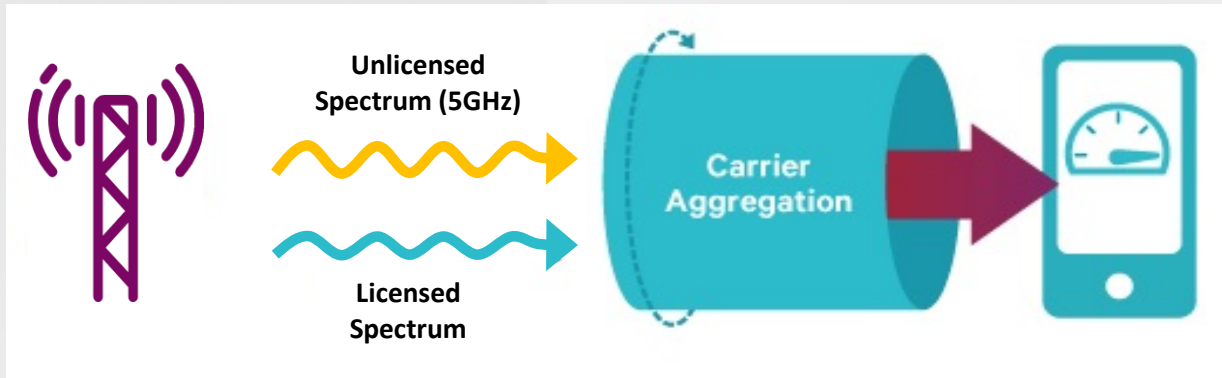 Unlicensed
Spectrum (5GHz)
Carrier
Aggregation
Licensed
Spectrum